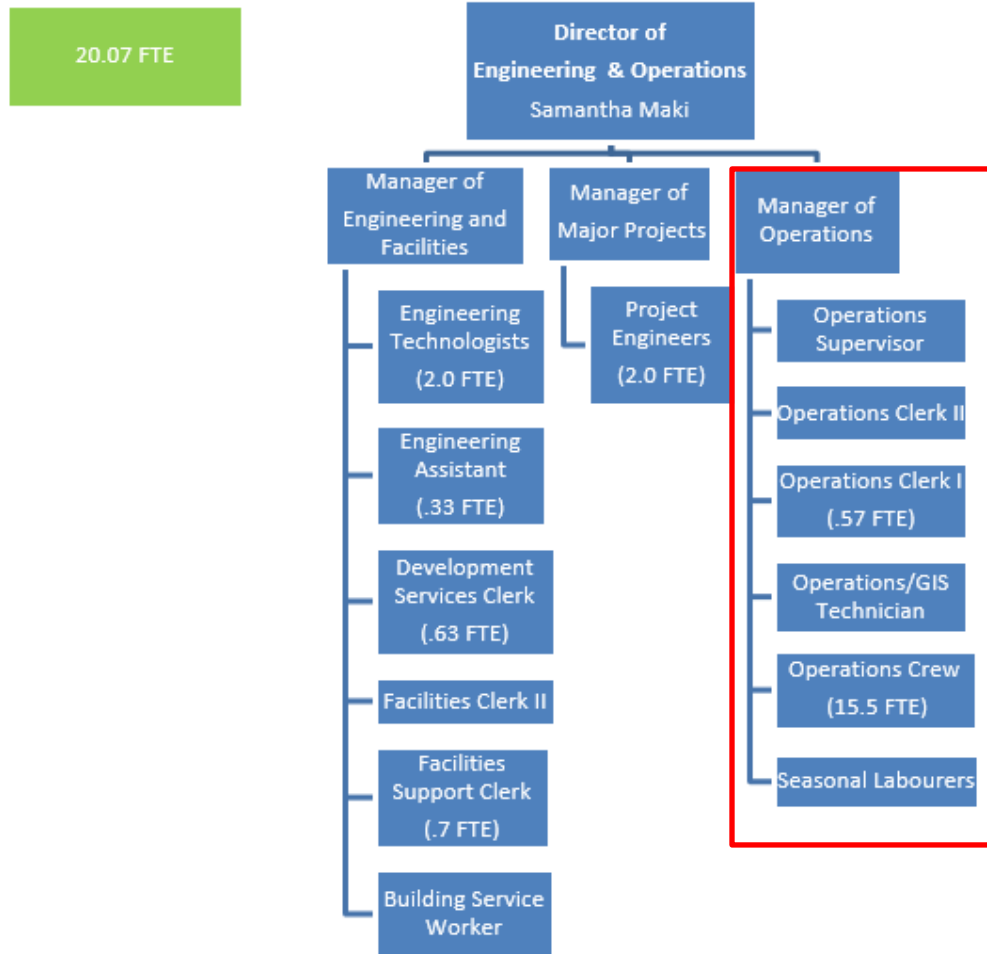 20.07 FTE
Director of
Engineering & Operations
Samantha Maki
Manager of
Engineering and
Facilities
Engineering
Technologists
(2.0 FTE)
Engineering
Assistant
(.33 FTE)
Development
Services Clerk
(.63 FTE)
Facilities Clerk II
Facilities
Support Clerk
(.7 FTE)
Building Service
Worker
Manager of
Major Projects
Project
Engineers
(2.0 FTE)
Manager of
Operations
Operations
Supervisor
Operations Clerk II
Operations Clerk I
(.57 FTE)
Operations/GIS
Technician
Operations Crew
(15.5 FTE)
Seasonal Labourers